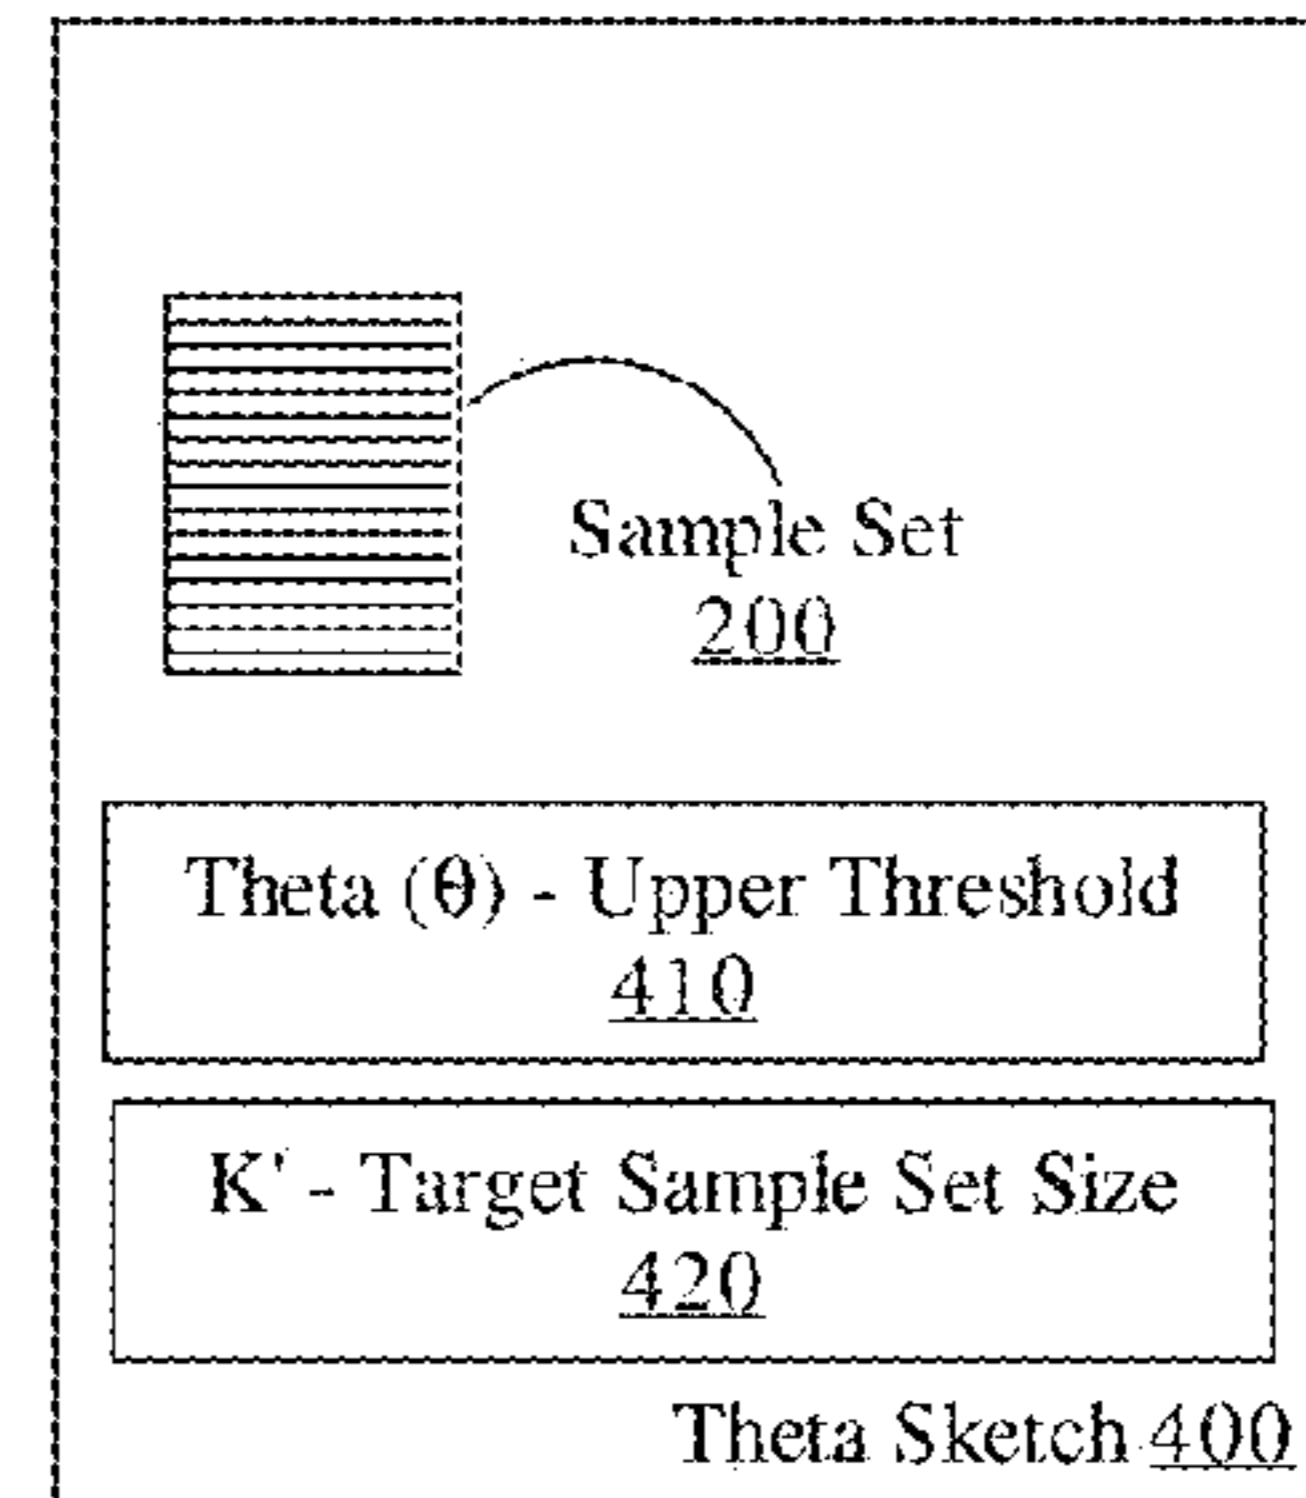 Sample Set
200
Theta (θ) - Upper Threshold
410
K' - Target Sample Set Size
420
Theta Sketch 400